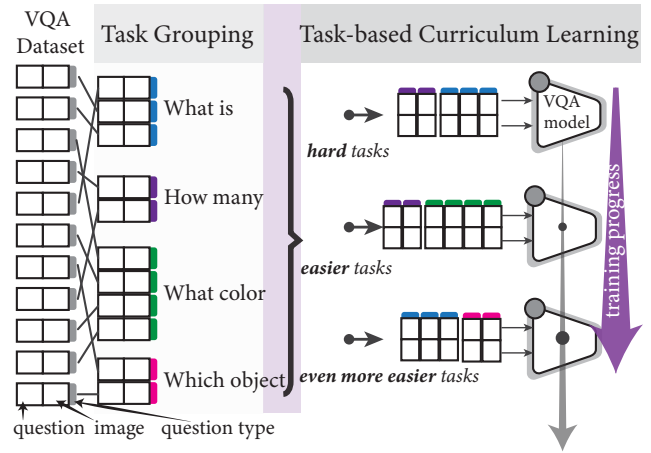 VQA
Dataset
Task Grouping
Task-based Curriculum Learning
What is
How many
What color
Which object
question
image
question type
hard tasks
easier tasks
even more easier tasks
VQA
model
training progress